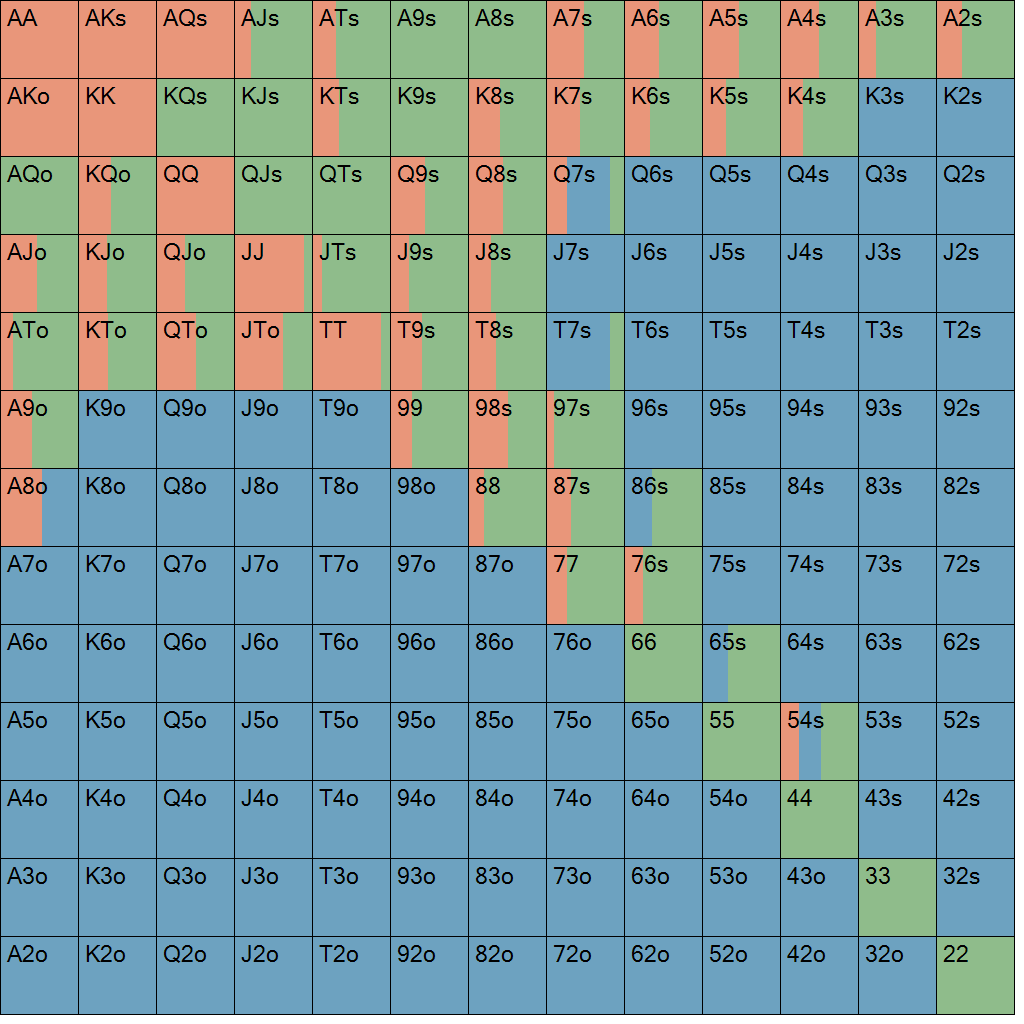 AA AKs AQs AJs ATs A9s A8s A7s A6s A5s A4s A3s A2s
AKo KK KQs KJs KTs K9s K8s K7s K6s K5s K4s K3s K2s
AQo KQo QQ QJs QTs Q9s Q8s Q7s Q6s Q5s Q4s Q3s Q2s
AJo KJo QJo JJ JTs J9s J8s J7s J6s J5s J4s J3s J2s
ATo KTo QTo JTo TT T9s T8s T7s T6s T5s T4s T3s T2s
A9o K9o Q9o J9o T9o 99 98s 97s 96s 95s 94s 93s 92s
A8o K8o Q8o J8o T8o 98o 88 87s 86s 85s 84s 83s 82s
A7o K7o Q7o J7o T7o 97o 87o 77 76s 75s 74s 73s 72s
A6o K6o Q6o J6o T6o 96o 86o 76o 66 65s 64s 63s 62s
A5o K5o Q5o J5o T5o 95o 85o 75o 65o 55 54s 53s 52s
A4o K4o Q4o J4o T4o 94o 84o 74o 64o 54o 44 43s 42s
A3o K3o Q3o J3o T3o 93o 83o 73o 63o 53o 43o 33 32s
A2o K2o Q2o J2o T2o 92o 82o 72o 62o 52o 42o 32o 22